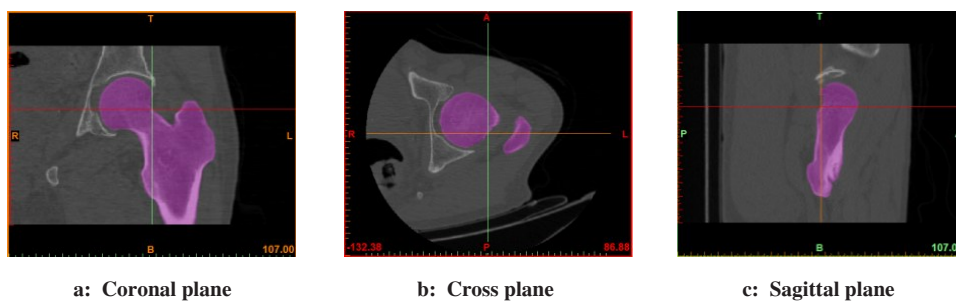 T
R
L
B
107.00
A
R
L
-132.38
P
86.88
T
P
B
107.0
a: Coronal plane
b: Cross plane
c: Sagittal plane